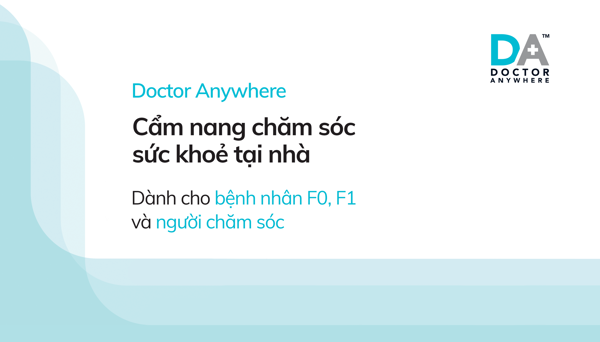 DA™
DOCTOR
ANYWHERE
Doctor Anywhere
Cẩm nang chăm sóc
sức khoẻ tại nhà
Dành cho bệnh nhân F0, F1
và người chăm sóc